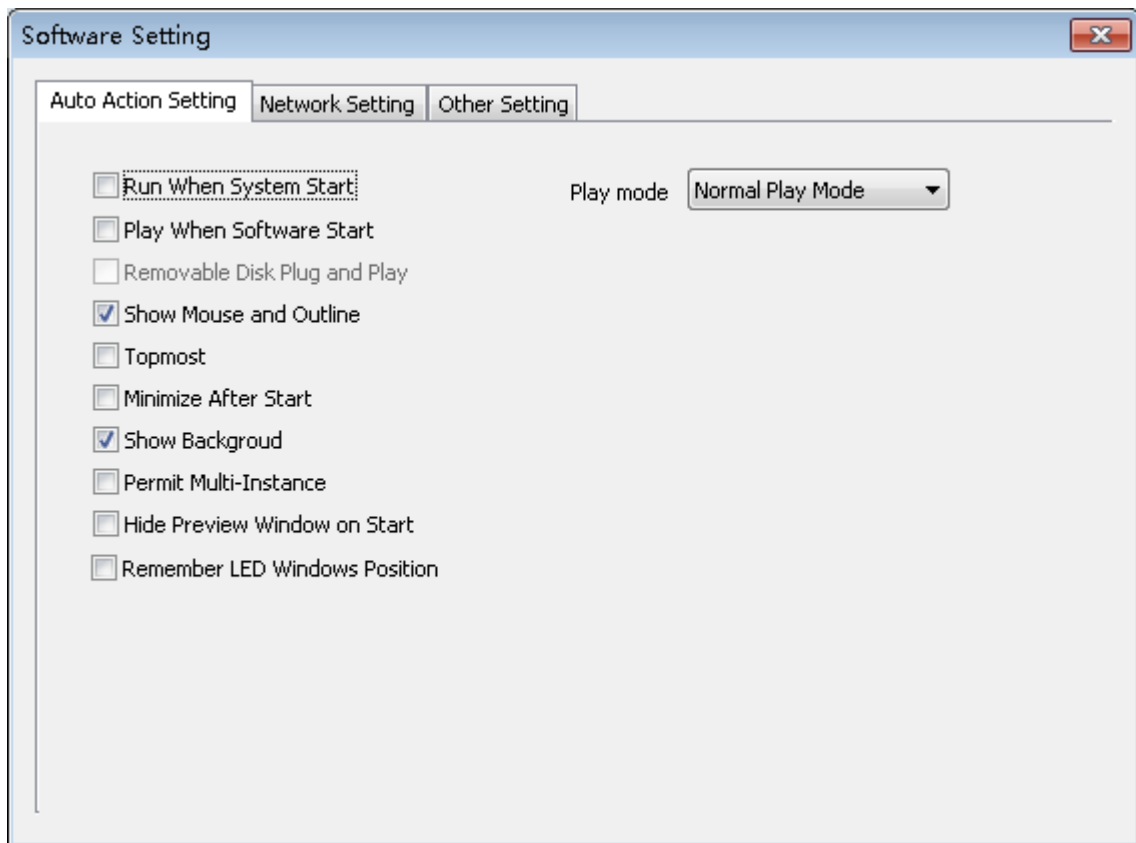 Software Setting
Auto Action Setting Network Setting Other Setting
Run When System Start
Play mode Normal Play Mode
Play When Software Start
Removable Disk Plug and Play
Show Mouse and Outline
Topmost
Minimize After Start
Show Backgroud
Permit Multi-Instance
Hide Preview Window on Start
Remember LED Windows Position